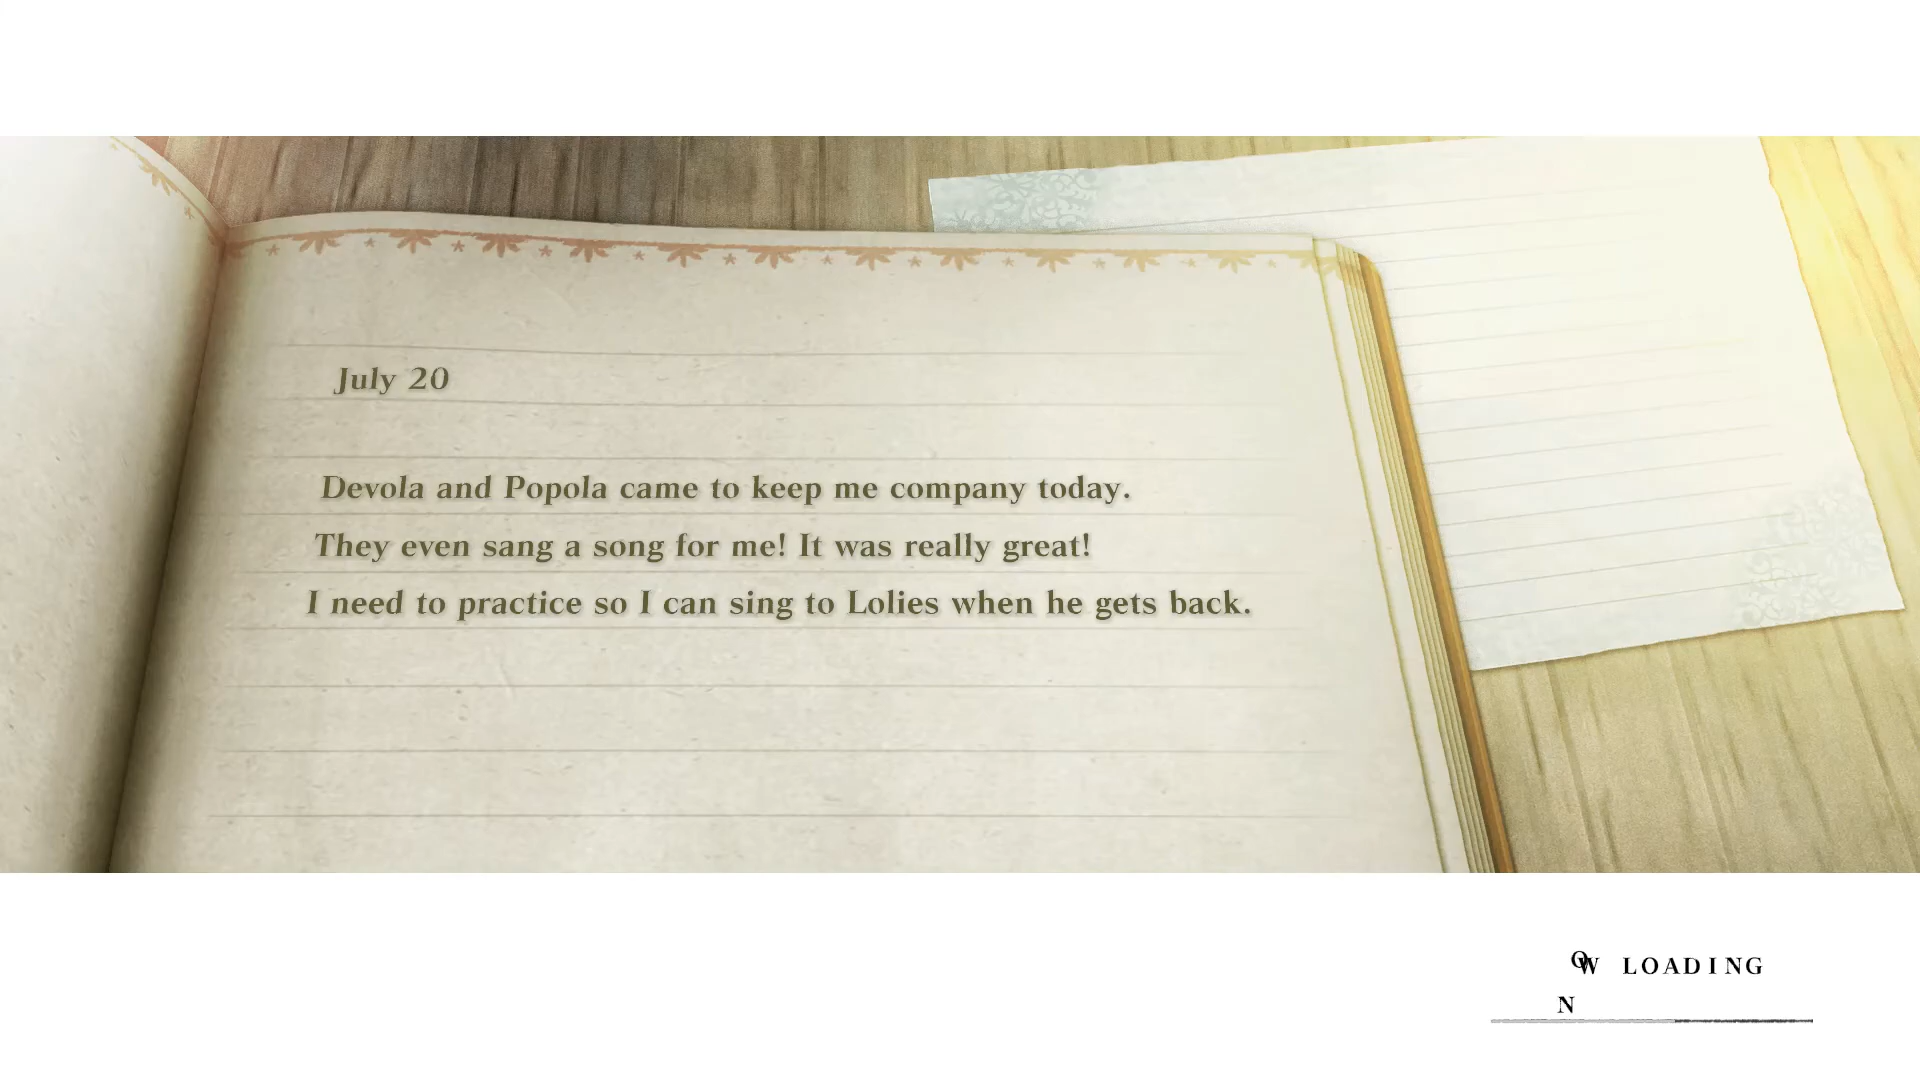 July 20
Devola and Popola came to keep me company today.
They even sang a song for me! It was really great!
I need to practice so I can sing to Lolies when he gets back.
NOW LOADING